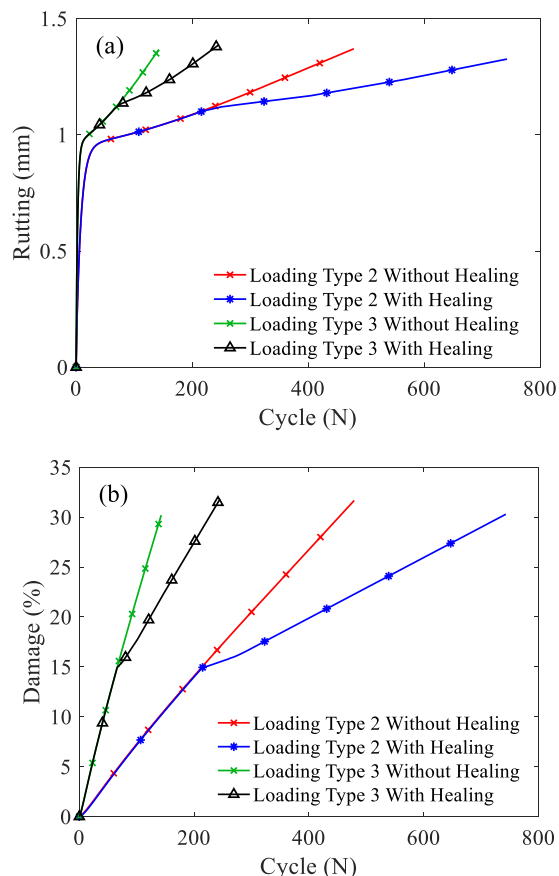 (a)
1.5
1
0.5
0
Rutting (mm)
Loading Type 2 Without Healing
Loading Type 2 With Healing
Loading Type 3 Without Healing
Loading Type 3 With Healing
0 200 400 600 800
Cycle (N)
(b)
35
30
25
20
15
10
5
0
Damage (%)
Loading Type 2 Without Healing
Loading Type 2 With Healing
Loading Type 3 Without Healing
Loading Type 3 With Healing
0 200 400 600 800
Cycle (N)